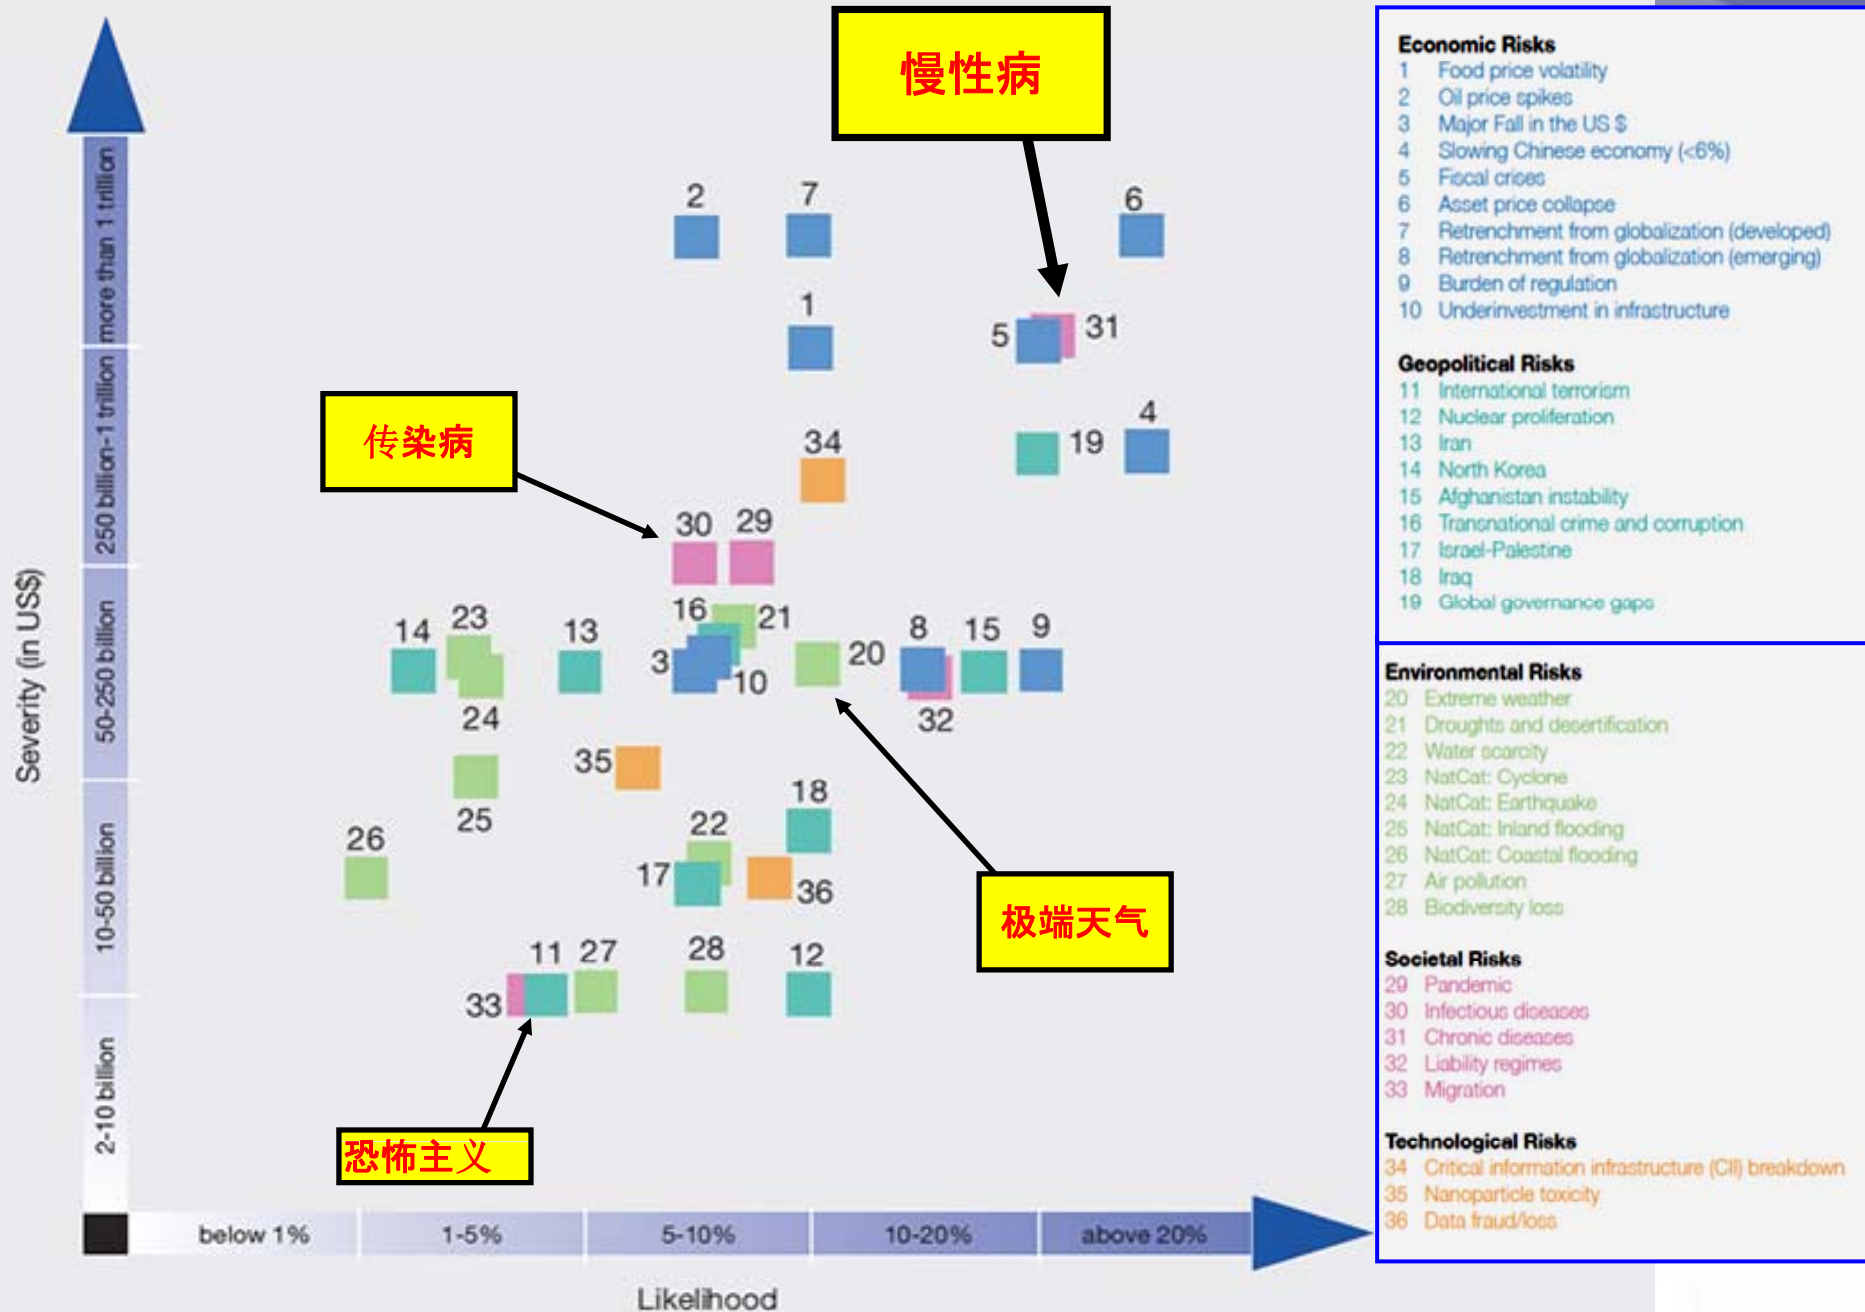 慢性病
2
7
6
1
5
31
传染病
34
19
4
30
29
16
21
23
14
13
3
10
20
8
15
9
24
32
35
25
18
26
22
17
36
极端天气
11
27
28
12
33
恐怖主义
Severity (in US$)
more than 1 trillion
250 billion-1 trillion
50-250 billion
10-50 billion
2-10 billion
below 1%
1-5%
5-10%
10-20%
above 20%
Likelihood
Economic Risks
1 Food price volatility
2 Oil price spikes
3 Major Fall in the US $
4 Slowing Chinese economy (<6%)
5 Fiscal crises
6 Asset price collapse
7 Retrenchment from globalization (developed)
8 Retrenchment from globalization (emerging)
9 Burden of regulation
10 Underinvestment in infrastructure
Geopolitical Risks
11 International terrorism
12 Nuclear proliferation
13 Iran
14 North Korea
15 Afghanistan instability
16 Transnational crime and corruption
17 Israel-Palestine
18 Iraq
19 Global governance gaps
Environmental Risks
20 Extreme weather
21 Droughts and desertification
22 Water scarcity
23 NatCat: Cyclone
24 NatCat: Earthquake
25 NatCat: Inland flooding
26 NatCat: Coastal flooding
27 Air pollution
28 Biodiversity loss
Societal Risks
29 Pandemic
30 Infectious diseases
31 Chronic diseases
32 Liability regimes
33 Migration
Technological Risks
34 Critical information infrastructure (CII) breakdown
35 Nanoparticle toxicity
36 Data fraud/loss